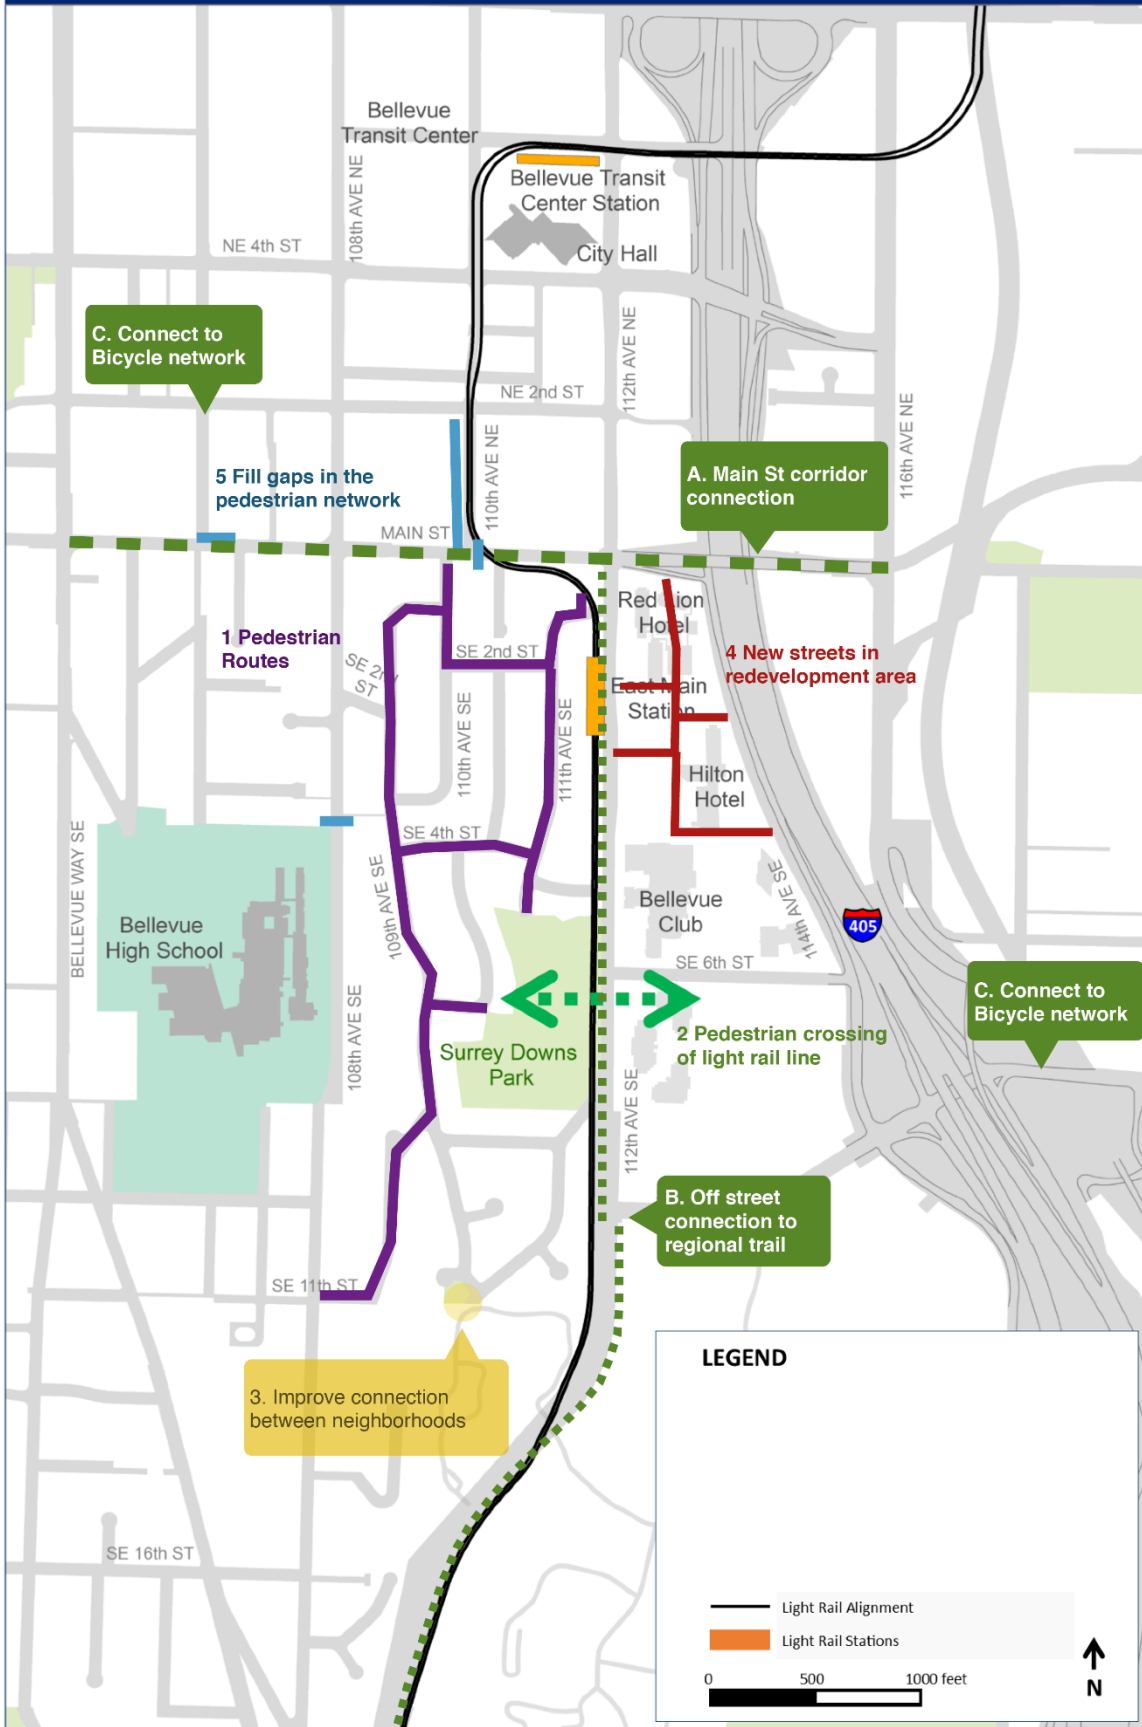 Bellevue
Transit Center
108th AVE NE
Bellevue Transit
Center Station
City Hall
NE 4th ST
C. Connect to
Bicycle network
112th AVE NE
NE 2nd ST
116th AVE NE
110th AVE NE
5 Fill gaps in the
pedestrian network
A. Main St corridor
connection
MAIN ST
Red Lion
Hotel
1 Pedestrian
Routes
SE 2nd ST
SE 2nd
ST
4 New streets in
redevelopment area
East Main
Station
110th AVE SE
111th AVE SE
Hilton
Hotel
SE 4th ST
BELLEVUE WAY SE
109th AVE SE
Bellevue
Club
114th AVE SE
405
Bellevue
High School
SE 6th ST
C. Connect to
Bicycle network
108th AVE SE
2 Pedestrian crossing
of light rail line
Surrey Downs
Park
112th AVE SE
B. Off street
connection to
regional trail
SE 11th ST
3. Improve connection
between neighborhoods
LEGEND
SE 16th ST
Light Rail Alignment
Light Rail Stations
0 500 1000 feet
N